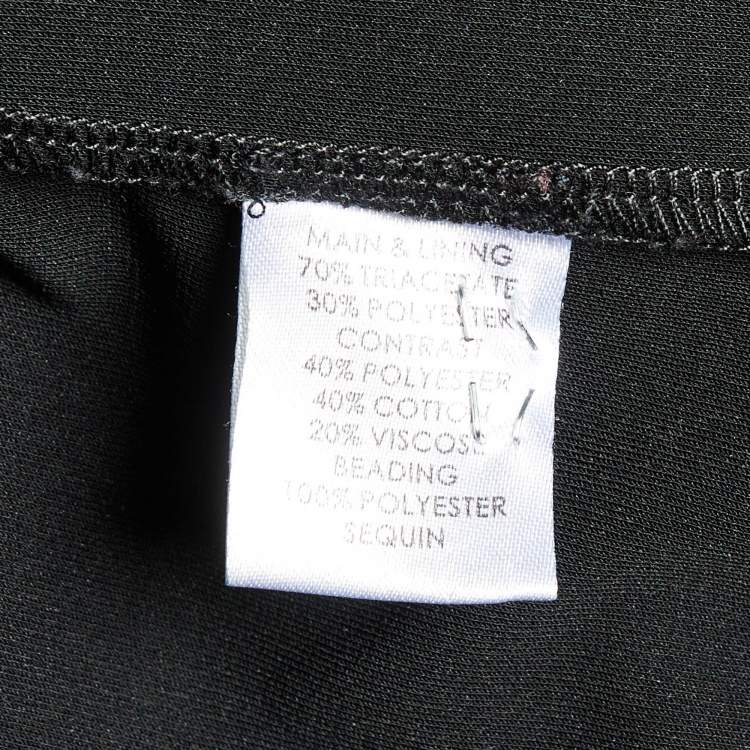 MAIN & LINING
70% TRIACETATE
30% POLYESTER
CONTRAST
40% POLYESTER
40% COTTON
20% VISCOSE
BEADING
100% POLYESTER
SEQUIN